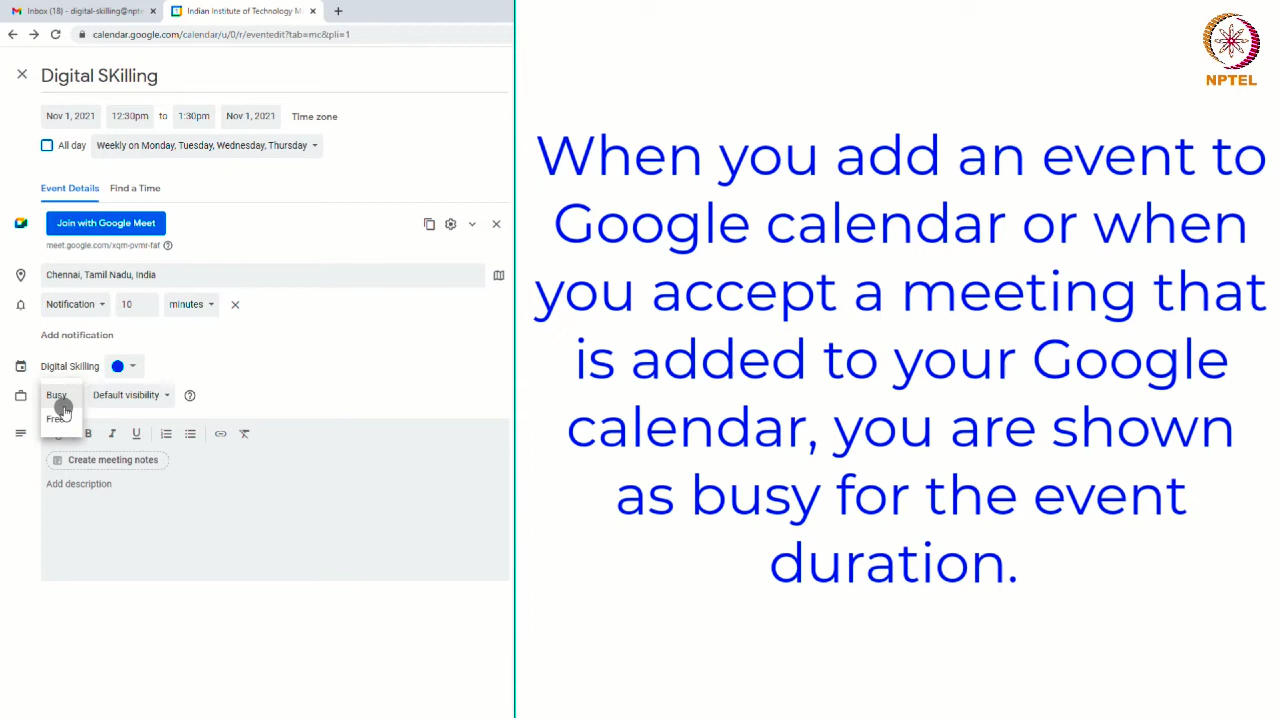 Inbox (18) - digital-skilling@npte
Indian Institute of Technology M
calendar.google.com/calendar/u/0/r/eventedit?tab=mc&pli=1
Digital SKilling
Nov 1, 2021 12:30pm to 1:30pm Nov 1, 2021 Time zone
All day Weekly on Monday, Tuesday, Wednesday, Thursday
Event Details Find a Time
Join with Google Meet
meet.google.com/xqm-pvmr-faf
Chennai, Tamil Nadu, India
Notification 10 minutes
Add notification
Digital Skilling
Busy Default visibility
Free
B I U
Create meeting notes
Add description
When you add an event to
Google calendar or when
you accept a meeting that
is added to your Google
calendar, you are shown
as busy for the event
duration.
NPTEL